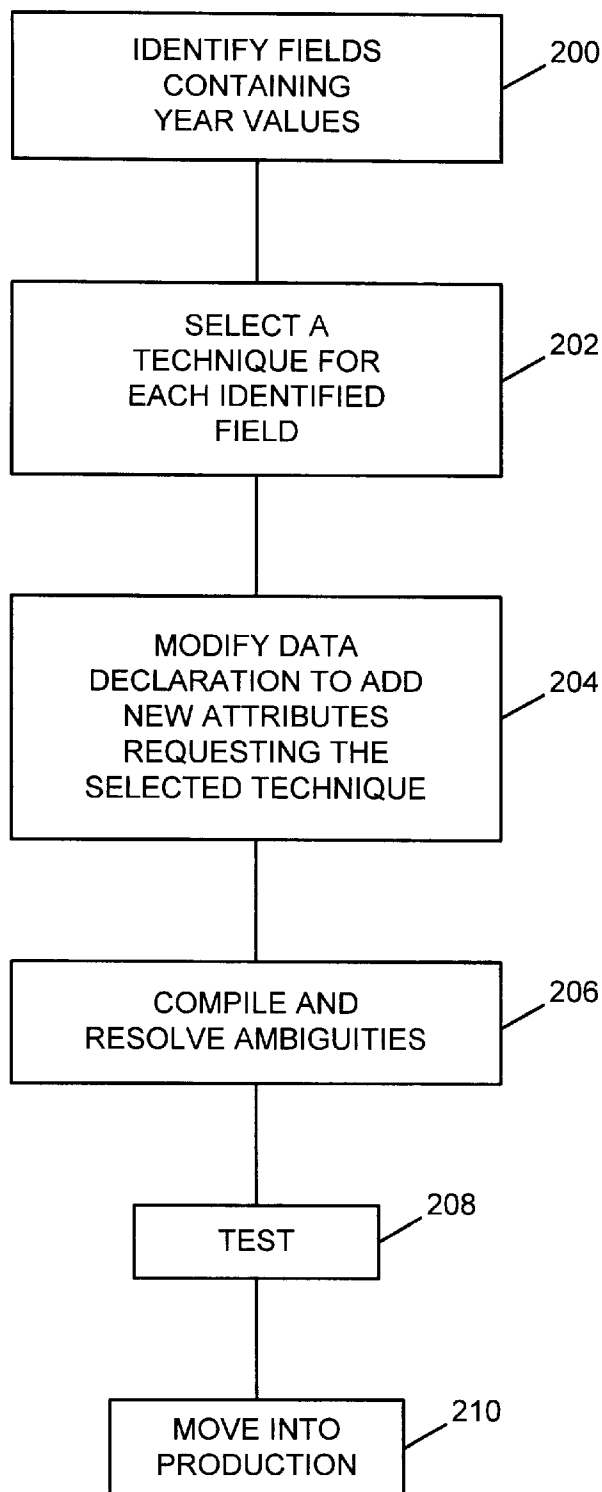 IDENTIFY FIELDS
CONTAINING
YEAR VALUES
200
SELECT A
TECHNIQUE FOR
EACH IDENTIFIED
FIELD
202
MODIFY DATA
DECLARATION TO ADD
NEW ATTRIBUTES
REQUESTING THE
SELECTED TECHNIQUE
204
COMPILE AND
RESOLVE AMBIGUITIES
206
TEST
208
MOVE INTO
PRODUCTION
210